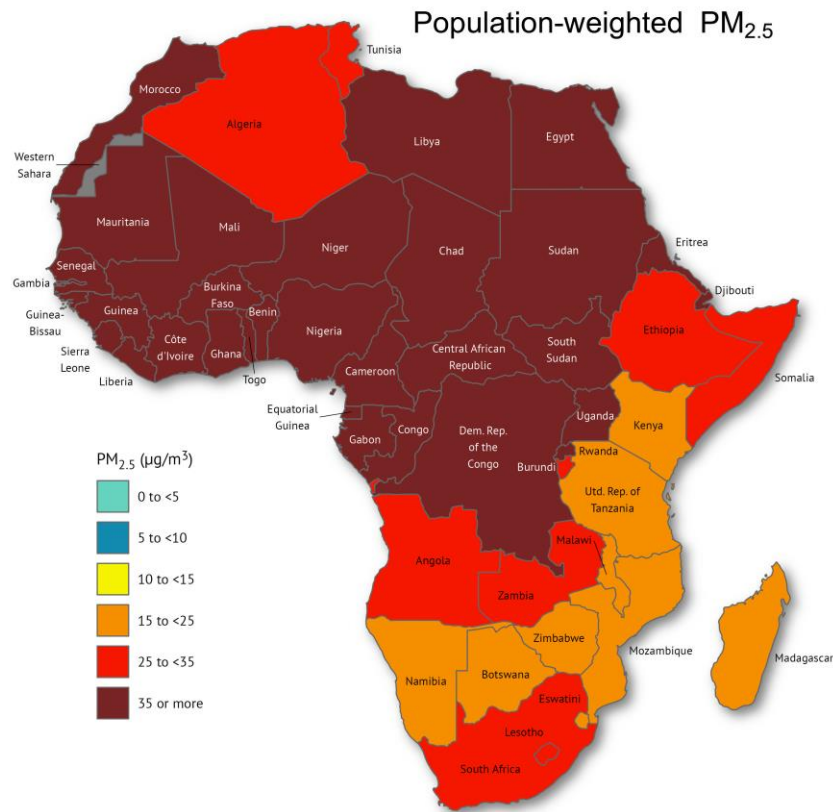 Population-weighted PM2.5
Tunisia
Morocco
Algeria
Libya
Egypt
Western
Sahara
Mauritania
Mali
Niger
Chad
Sudan
Eritrea
Senegal
Gambia
Burkina
Faso
Djibouti
Guinea-
Bissau
Guinea
Benin
Nigeria
Ethiopia
Sierra
Leone
Côte
d'Ivoire
Ghana
Central African
Republic
South
Sudan
Liberia
Togo
Cameroon
Somalia
Equatorial
Guinea
Uganda
Kenya
Gabon
Congo
Dem. Rep.
of the
Congo
Rwanda
Burundi
Utd. Rep. of
Tanzania
PM2.5 (µg/m³)
0 to <5
5 to <10
10 to <15
15 to <25
25 to <35
35 or more
Malawi
Angola
Zambia
Zimbabwe
Mozambique
Madagascar
Namibia
Botswana
Eswatini
Lesotho
South Africa